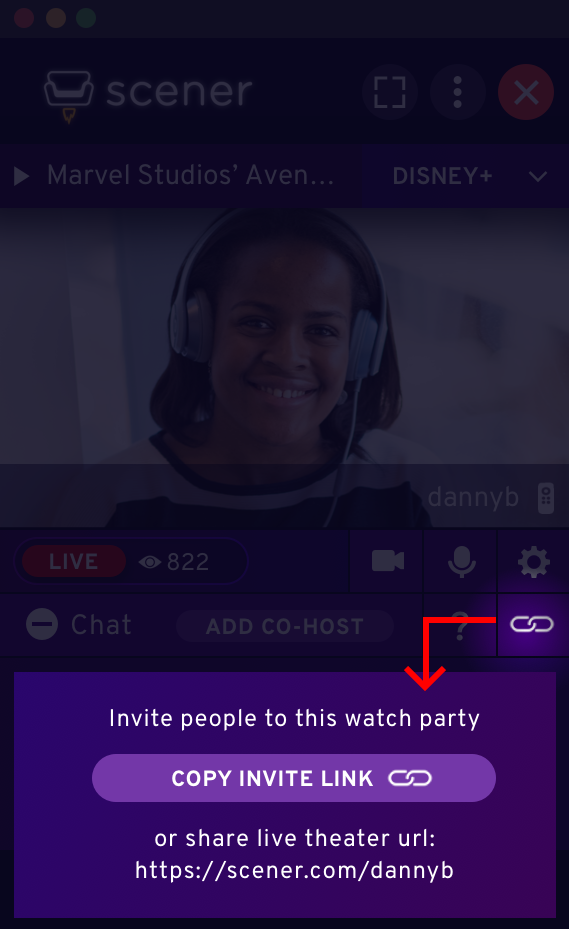 scener
Marvel Studios’ Aven...
DISNEY+
dannyb
LIVE
822
Chat
ADD CO-HOST
?
Invite people to this watch party
COPY INVITE LINK
or share live theater url:
https://scener.com/dannyb